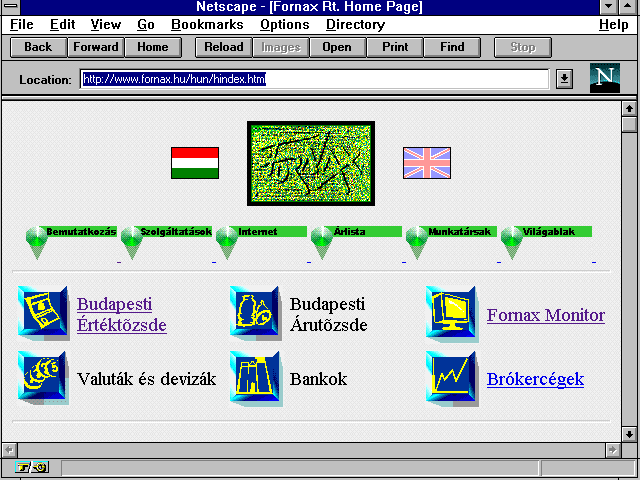 Netscape - [Fornax Rt. Home Page]
File Edit View Go Bookmarks Options Directory Help
Back Forward Home Reload Images Open Print Find Stop
Location: http://www.fornax.hu/hun/hindex.html N
FORNAX
Bemutatkozás Szolgáltatások Internet Árlista Munkatársak Világablak
Budapesti
Értéktõzsde
Budapesti
Árutõzsde
Fornax Monitor
Valuták és devizák
Bankok
Brókercégek